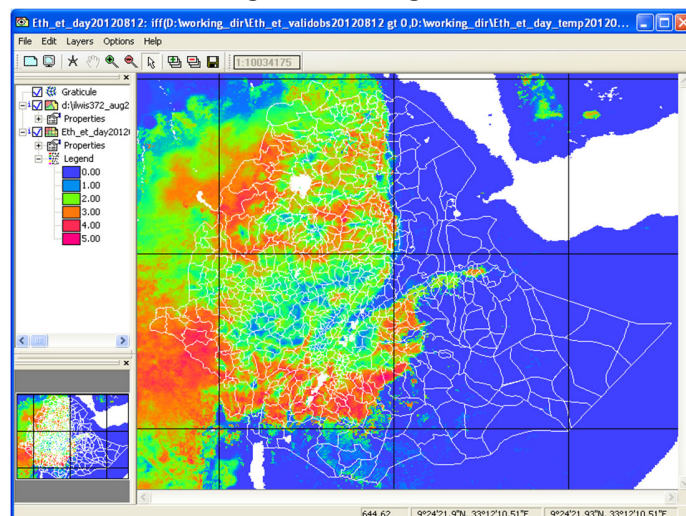 Eth_et_day20120812: iff(D:\working_dir\Eth_et_validobs20120812 gt 0,D:\working_dir\Eth_et_day_temp20120...
File Edit Layers Options Help
1:10034175
Graticule
d:\ilwis372_aug2
Properties
Eth_et_day20120
Properties
Legend
0.00
1.00
2.00
3.00
4.00
5.00
644,62 9°24'21.9"N, 33°12'10.51"E 9°24'21.93"N, 33°12'10.51"E